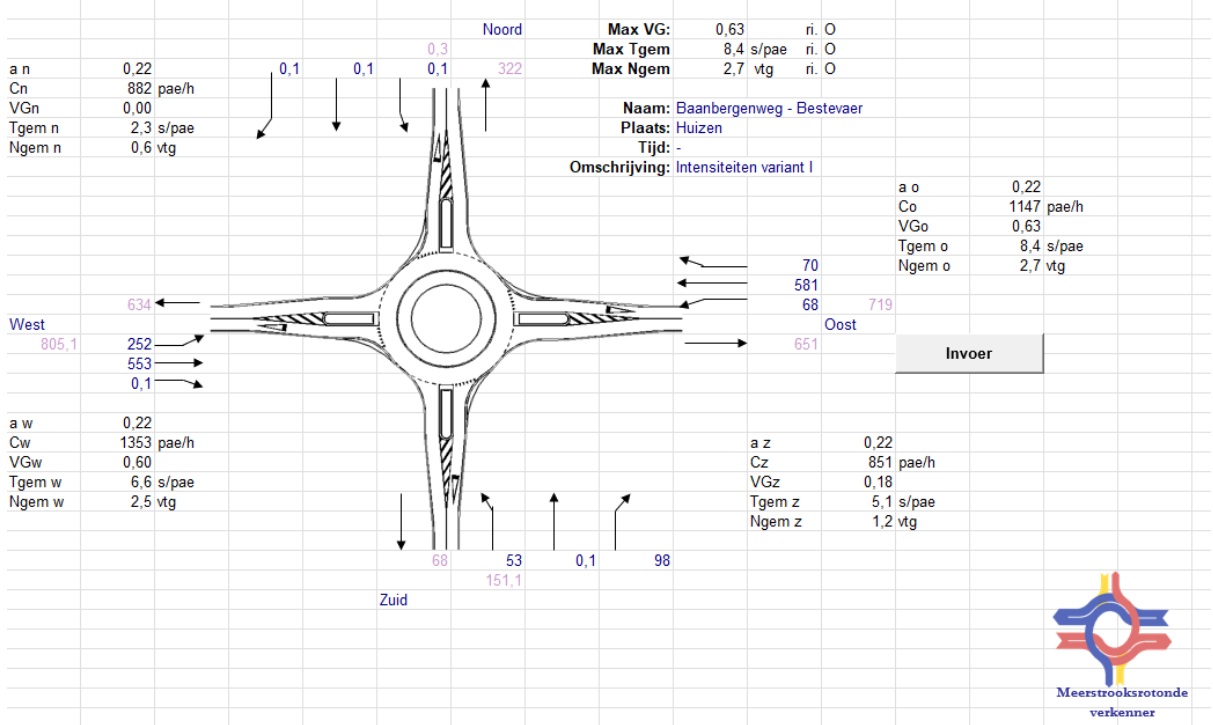 Noord Max VG: 0,63 ri. O
0,3 Max Tgem 8,4 s/pae ri. O
a n 0,22 0,1 0,1 0,1 322 Max Ngem 2,7 vtg ri. O
Cn 882 pae/h
VGn 0,00 Naam: Baanbergenweg - Bestevaer
Tgem n 2,3 s/pae Plaats: Huizen
Ngem n 0,6 vtg Tijd: -
Omschrijving: Intensiteiten variant I
a o 0,22
Co 1147 pae/h
VGo 0,63
Tgem o 8,4 s/pae
70 Ngem o 2,7 vtg
581
634 68 719
West Oost
805,1 252 651
Invoer
553
0,1
a w 0,22
Cw 1353 pae/h a z 0,22
VGw 0,60 Cz 851 pae/h
Tgem w 6,6 s/pae VGz 0,18
Ngem w 2,5 vtg Tgem z 5,1 s/pae
Ngem z 1,2 vtg
68 53 0,1 98
151,1
Zuid
Meerstrooksrotonde
verkenner